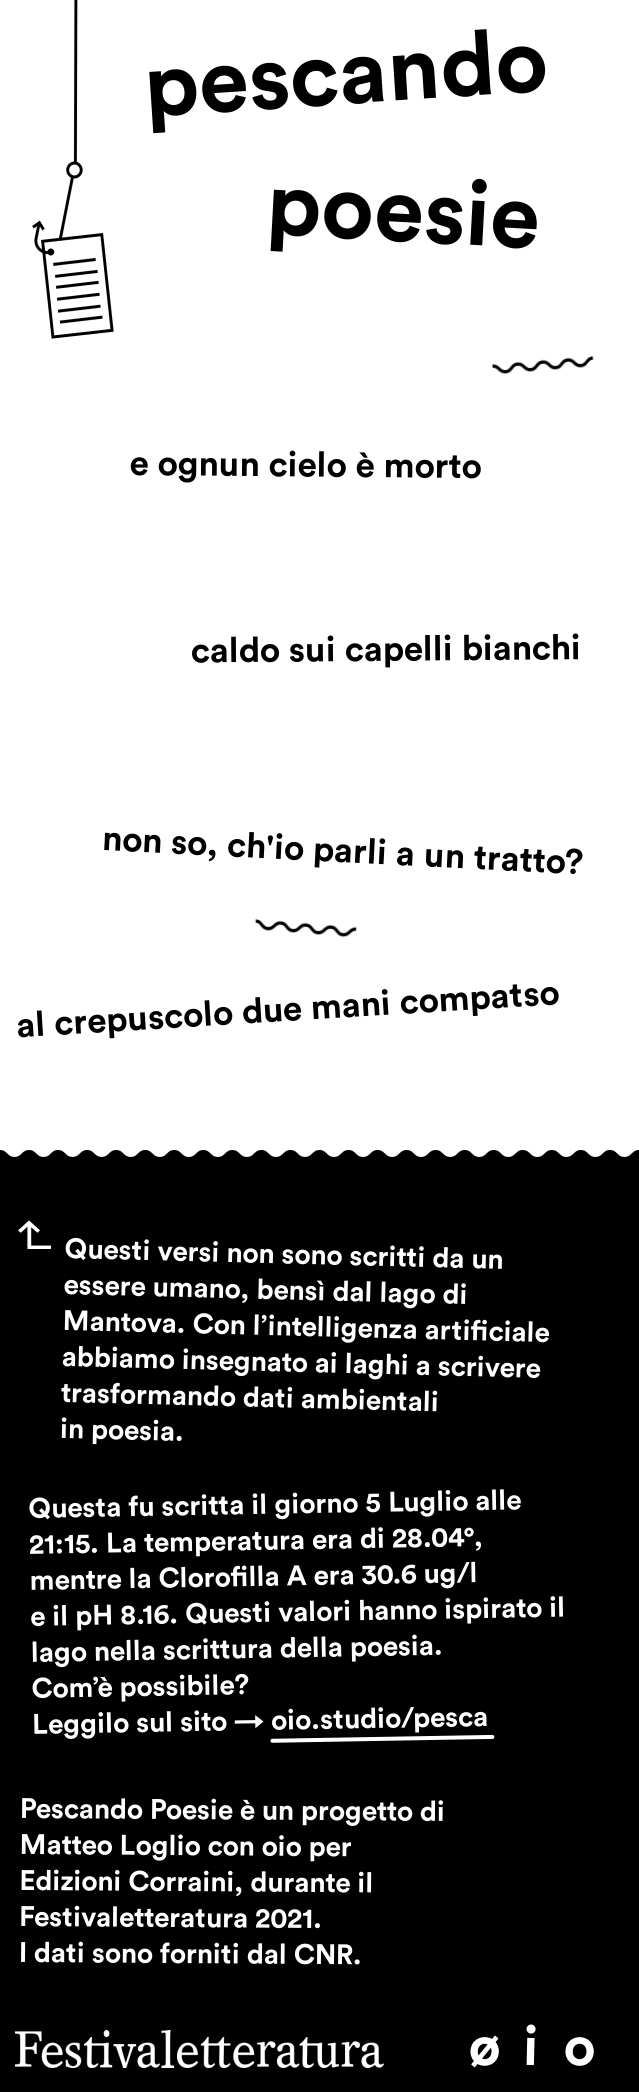 pescando
poesie
e ognun cielo è morto
caldo sui capelli bianchi
non so, ch'io parli a un tratto?
al crepuscolo due mani compatso
Questi versi non sono scritti da un
essere umano, bensì dal lago di
Mantova. Con l’intelligenza artificiale
abbiamo insegnato ai laghi a scrivere
trasformando dati ambientali
in poesia.
Questa fu scritta il giorno 5 Luglio alle
21:15. La temperatura era di 28.04°,
mentre la Clorofilla A era 30.6 ug/l
e il pH 8.16. Questi valori hanno ispirato il
lago nella scrittura della poesia.
Com’è possibile?
Leggilo sul sito → oio.studio/pesca
Pescando Poesie è un progetto di
Matteo Loglio con oio per
Edizioni Corraini, durante il
Festivaletteratura 2021.
I dati sono forniti dal CNR.
Festivaletteratura
ø i o